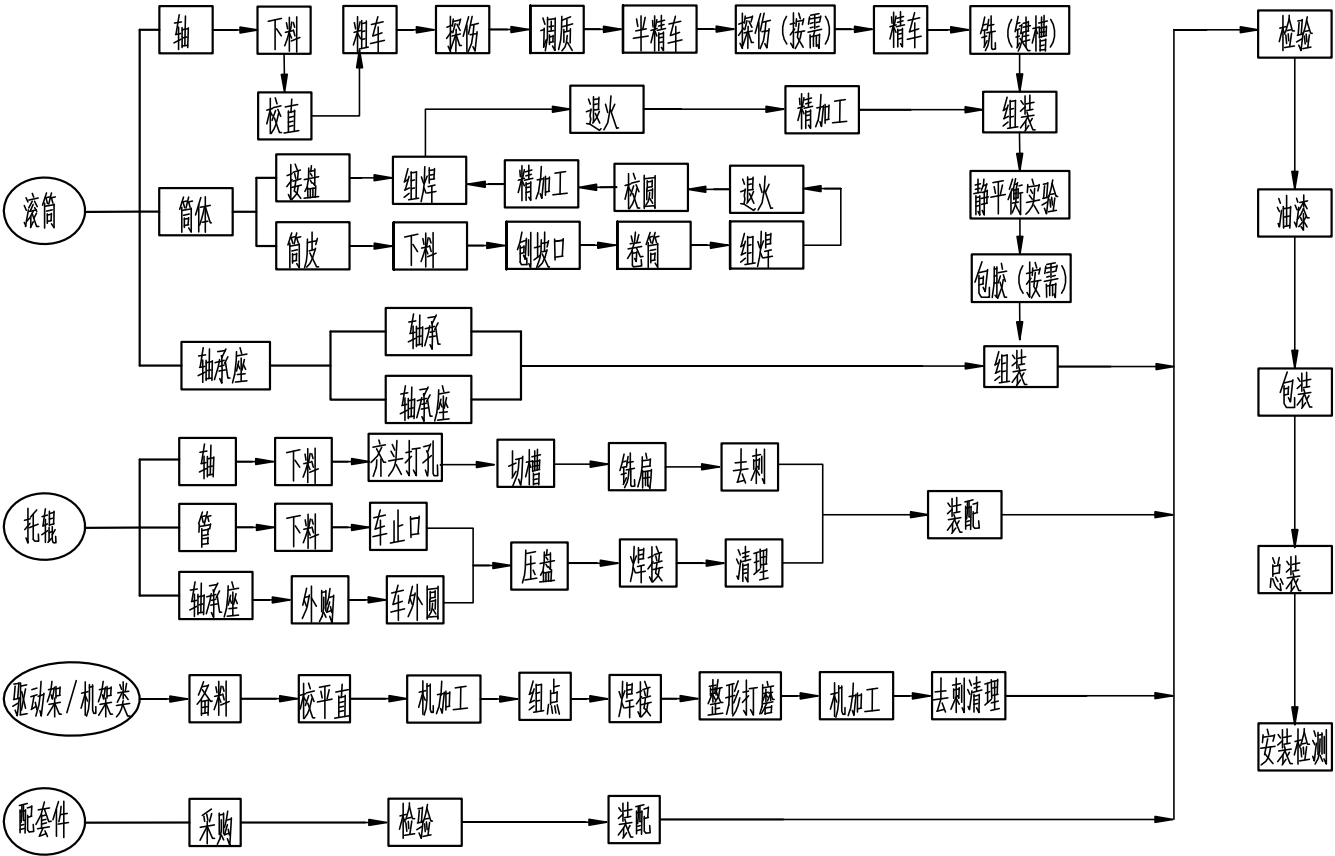 轴
下料
粗车
探伤
调质
半精车
探伤（按需）
精车
铣（键槽）
检验
校直
退火
精加工
组装
滚筒
筒体
接盘
组焊
精加工
校圆
退火
静平衡实验
油漆
筒皮
下料
刨坡口
卷筒
组焊
包胶（按需）
轴承座
轴承
轴承座
组装
包装
托辊
轴
下料
齐头打孔
切槽
铣扁
去刺
管
下料
车止口
装配
轴承座
外购
车外圆
压盘
焊接
清理
总装
驱动架/机架类
备料
校平直
机加工
组点
焊接
整形打磨
机加工
去刺清理
安装检测
配套件
采购
检验
装配